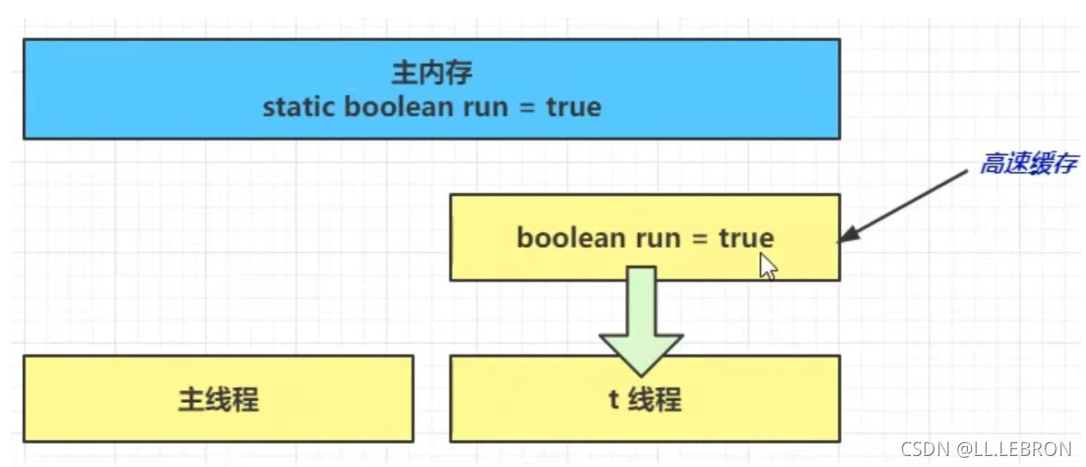 主内存
static boolean run = true
高速缓存
boolean run = true
主线程
t 线程
CSDN @LL.LEBRON